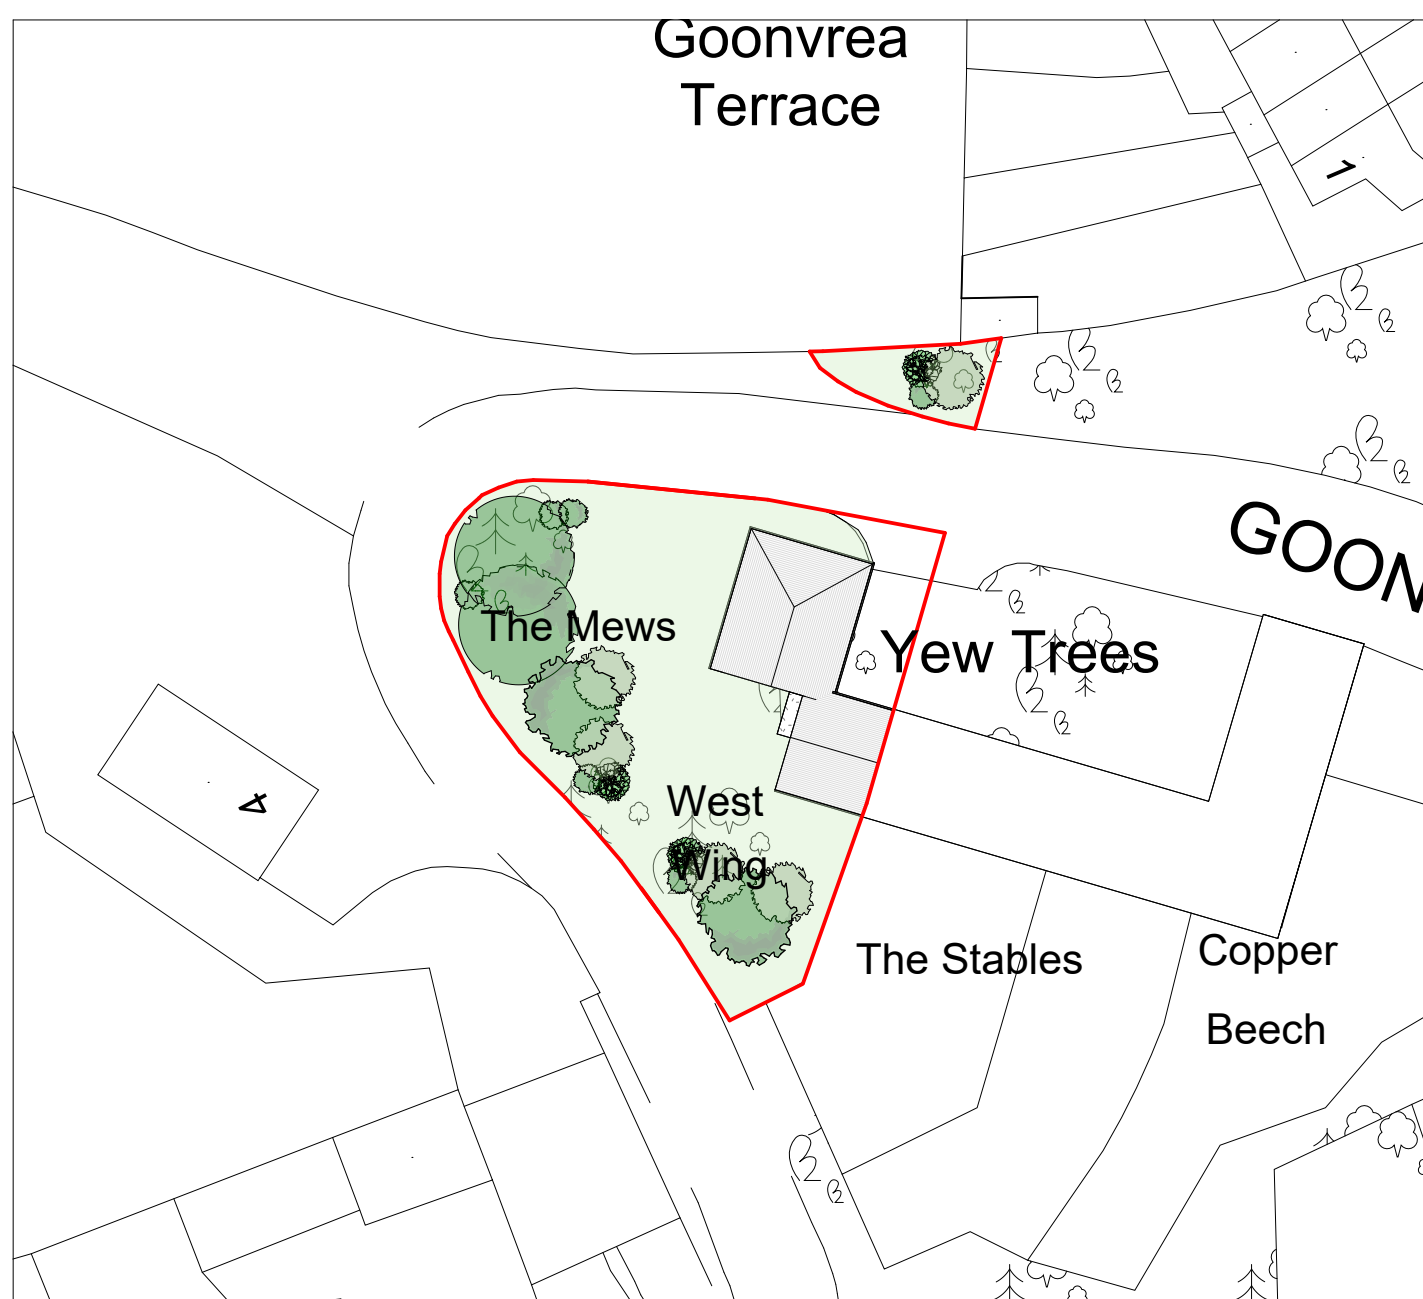 Goonvrea
Terrace
1
GOON
The Mews
Yew Trees
4
West
Wing
The Stables
Copper
Beech